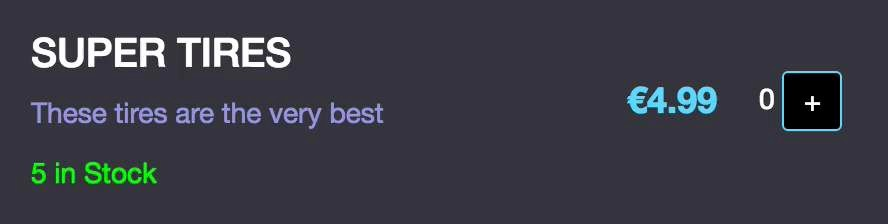 SUPER TIRES
These tires are the very best
€4.99 0 +
5 in Stock